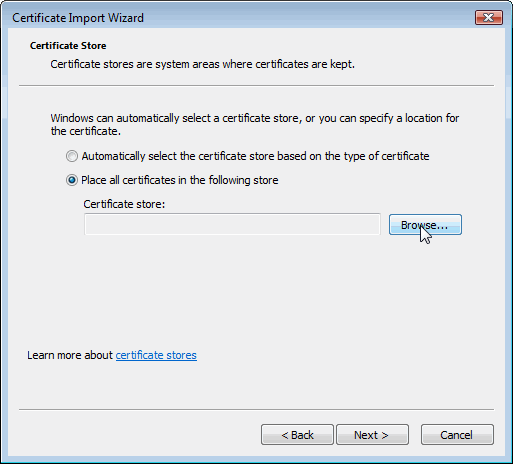 Certificate Import Wizard
Certificate Store
Certificate stores are system areas where certificates are kept.
Windows can automatically select a certificate store, or you can specify a location for
the certificate.
Automatically select the certificate store based on the type of certificate
Place all certificates in the following store
Certificate store:
Browse...
Learn more about certificate stores
< Back
Next >
Cancel